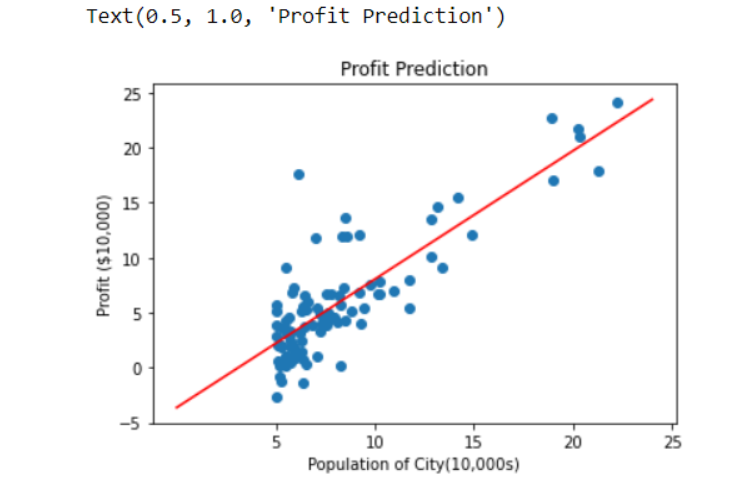 Text(0.5, 1.0, 'Profit Prediction')
Profit Prediction
25
20
15
10
5
0
−5
Profit ($10,000)
5 10 15 20 25
Population of City(10,000s)